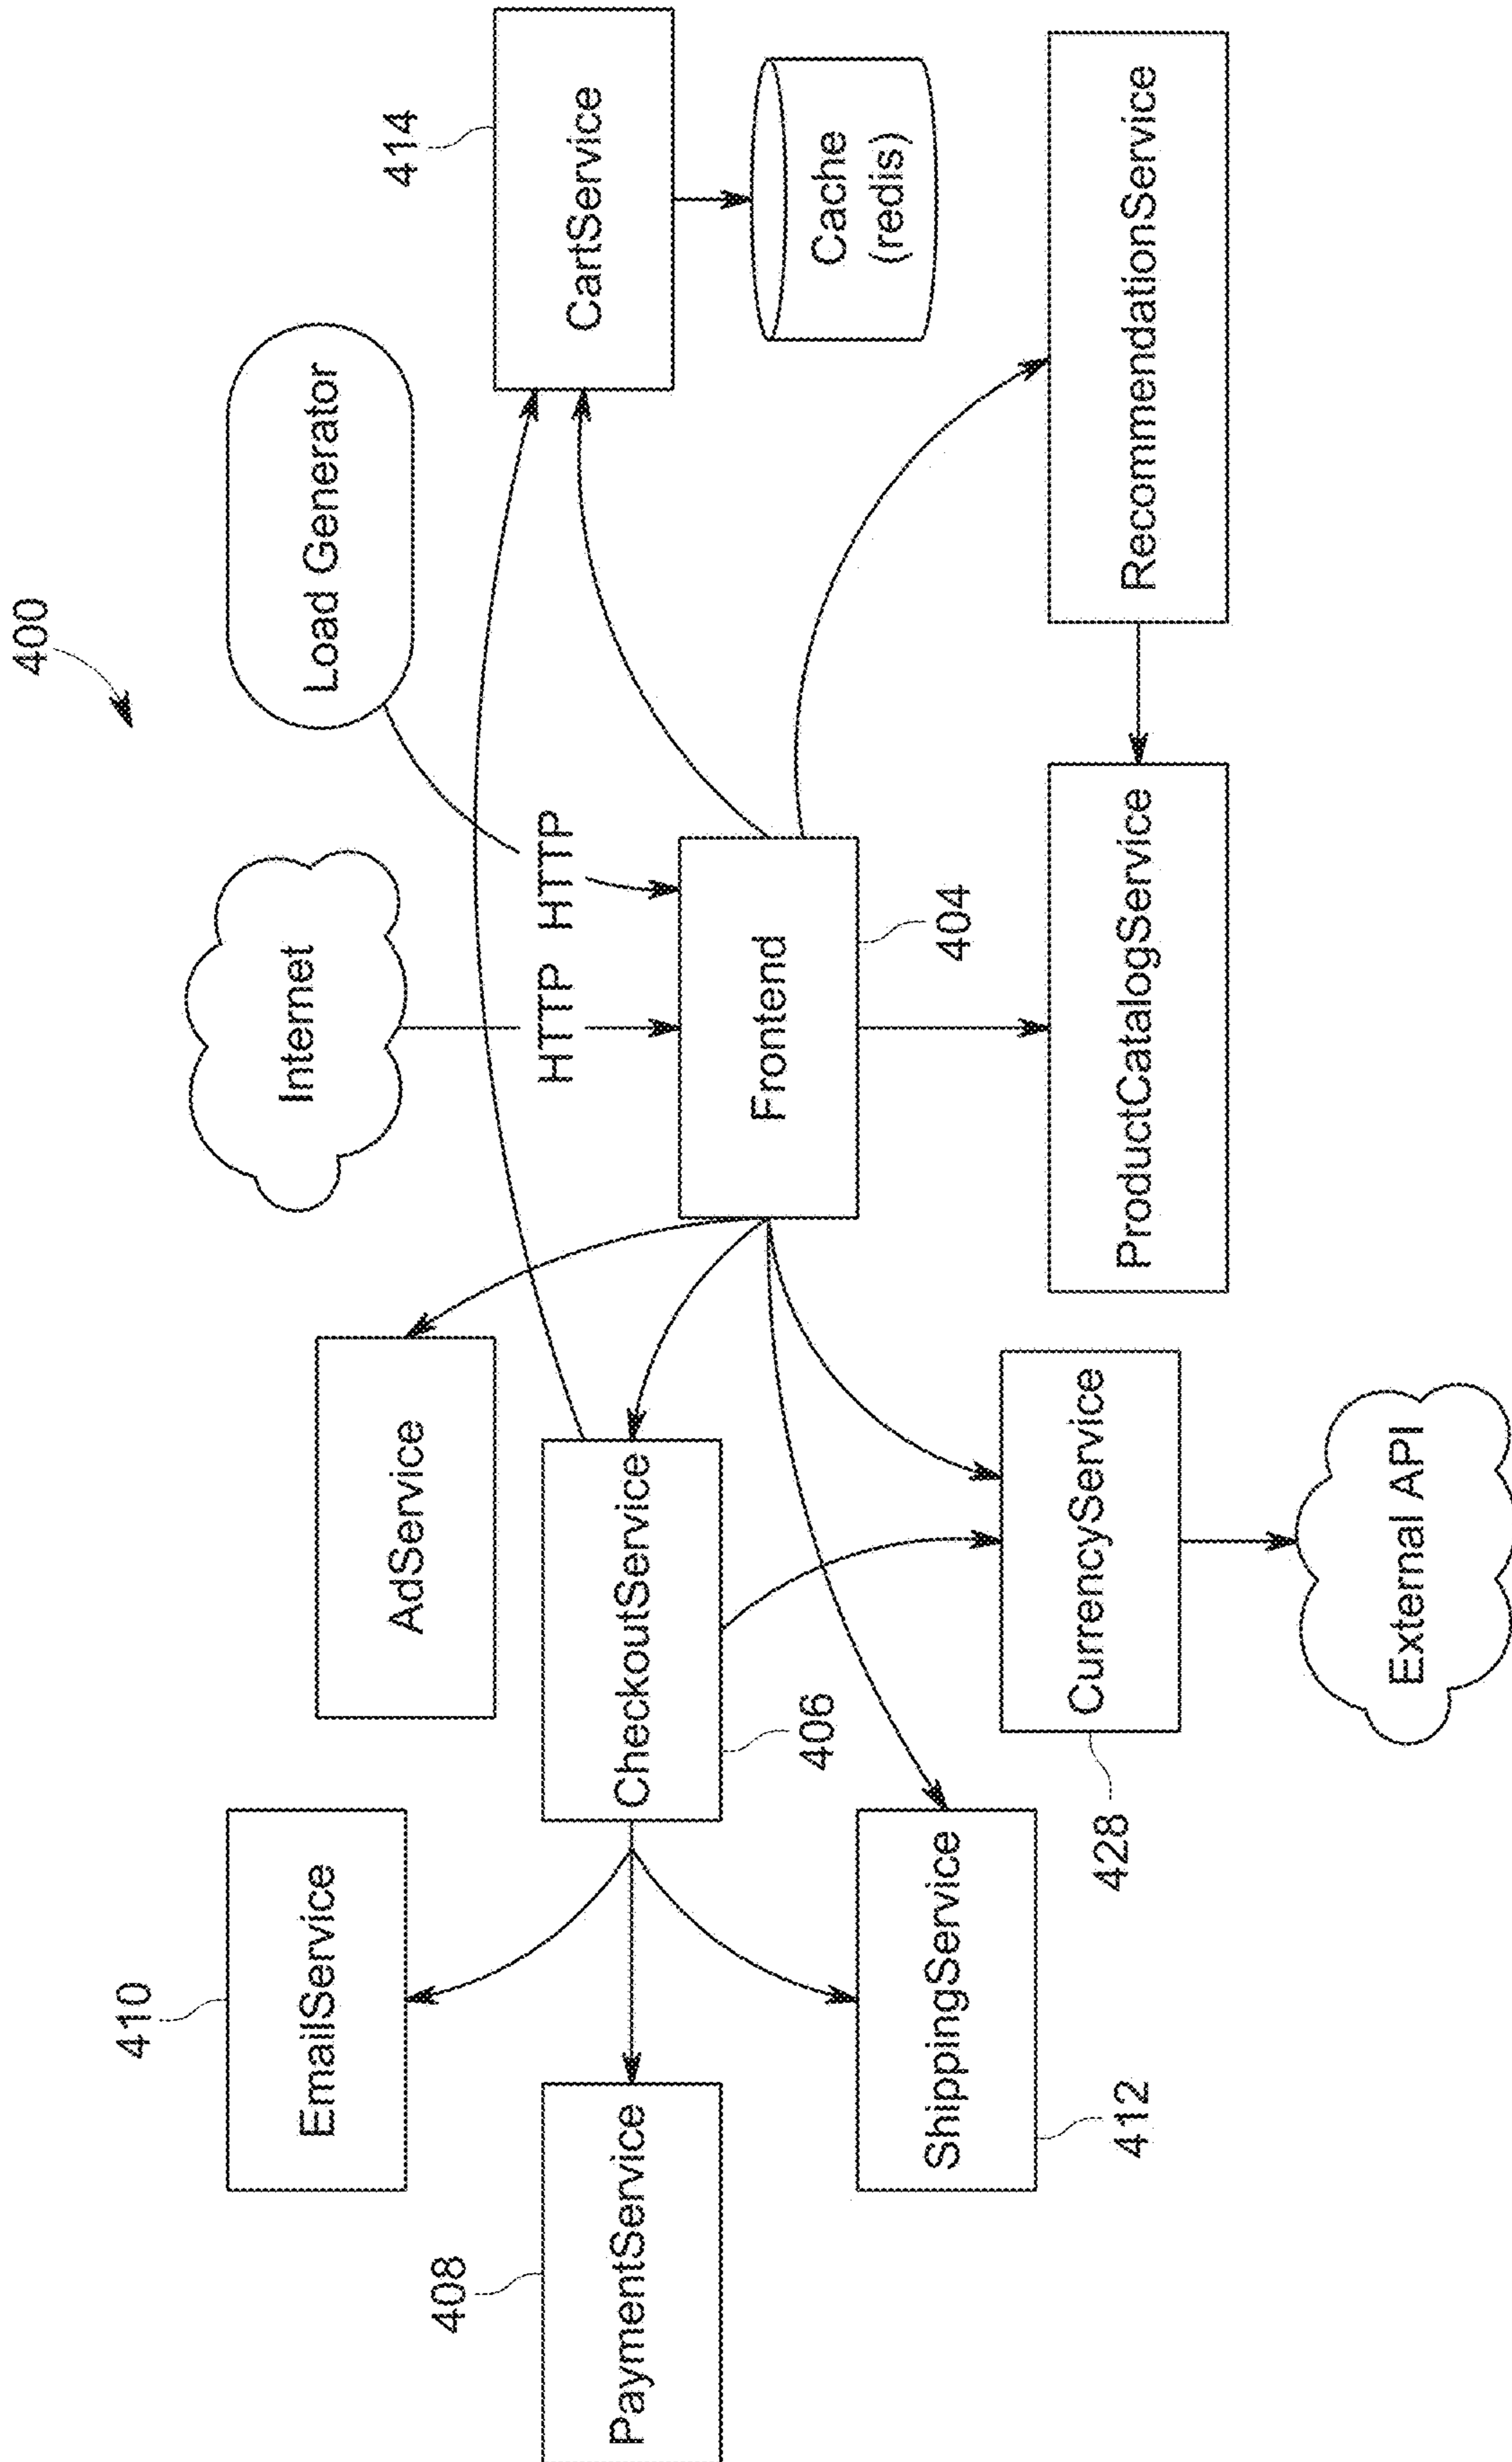 400
Internet
Load Generator
410
EmailService
AdService
414
CartService
408
PaymentService
CheckoutService
406
HTTP HTTP
Frontend
404
Cache
(redis)
ShippingService
412
428
CurrencyService
ProductCatalogService
RecommendationService
External API